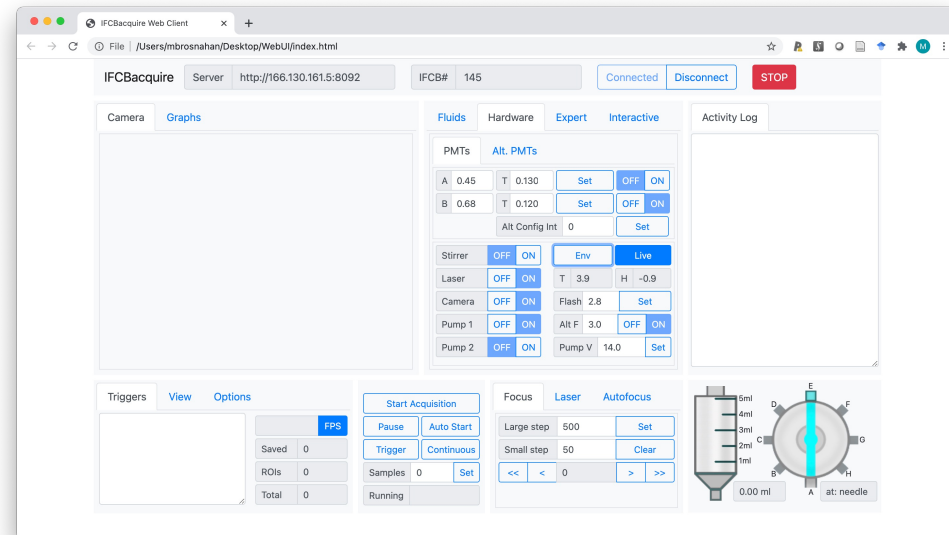 IFCBacquire Web Client
File /Users/mbrosnahan/Desktop/WebUI/index.html
M
IFCBacquire Server http://166.130.161.5:8092 IFCB# 145 Connected Disconnect STOP
Camera Graphs
Fluids Hardware Expert Interactive
Activity Log
PMTs Alt. PMTs
A 0.45 T 0.130 Set OFF ON
B 0.68 T 0.120 Set OFF ON
Alt Config Int 0 Set
Stirrer OFF ON Env Live
Laser OFF ON T 3.9 H -0.9
Camera OFF ON Flash 2.8 Set
Pump 1 OFF ON Alt F 3.0 OFF ON
Pump 2 OFF ON Pump V 14.0 Set
Triggers View Options
FPS
Saved 0
ROIs 0
Total 0
Start Acquisition
Pause Auto Start
Trigger Continuous
Samples 0 Set
Running
Focus Laser Autofocus
Large step 500 Set
Small step 50 Clear
<< < 0 > >>
5ml
4ml
3ml
2ml
1ml
0.00 ml
E
D F
C G
B H
A
at: needle